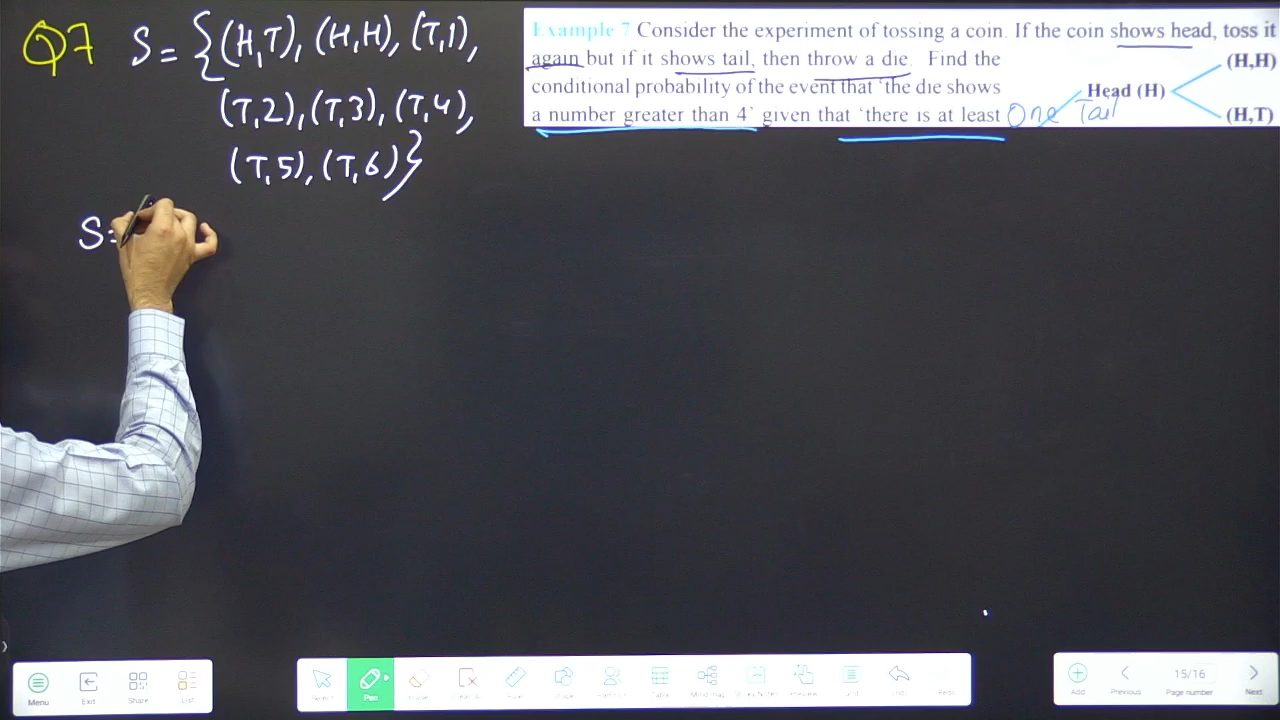 Q7 S = {(H,T), (H,H), (T,1),
(T,2), (T,3), (T,4),
(T,5), (T,6)}
S=
Example 7 Consider the experiment of tossing a coin. If the coin shows head, toss it
again but if it shows tail, then throw a die. Find the
conditional probability of the event that 'the die shows
a number greater than 4' given that 'there is at least One Tail
(H,H)
Head (H)
(H,T)
Menu
Exit
Share
List
Pen
Table
Add
Previous
15/16
Page number
Next